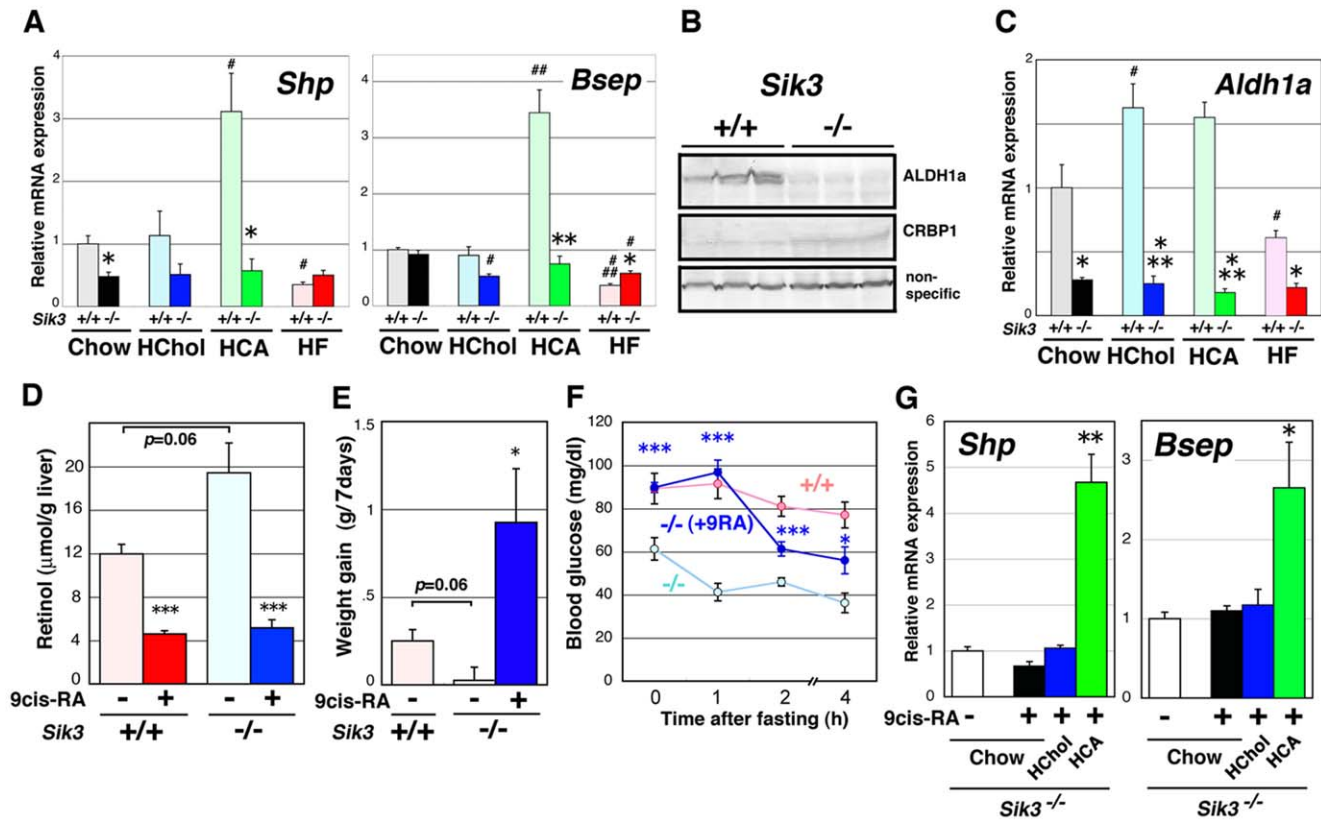 A
Relative mRNA expression
4
3
2
1
0
Shp
#
*
#
*
Sik3 +/+ -/- +/+ -/- +/+ -/- +/+ -/-
Chow HChol HCA HF
4
3
2
1
0
Bsep
##
#
**
#
##
#
*
+/+ -/- +/+ -/- +/+ -/- +/+ -/-
Chow HChol HCA HF
B
Sik3
+/+ -/-
ALDH1a
CRBP1
non-
specific
C
Relative mRNA expression
2
1
0
Aldh1a
#
*
*
**
*
**
#
*
Sik3 +/+ -/- +/+ -/- +/+ -/- +/+ -/-
Chow HChol HCA HF
D
Retinol (μmol/g liver)
20
16
12
8
4
0
p=0.06
***
***
9cis-RA - + - +
Sik3 +/+ -/-
E
Weight gain (g/ 7days)
1.5
1
.5
0
p=0.06
*
9cis-RA - - +
Sik3 +/+ -/-
F
Blood glucose (mg/dl)
120
100
80
60
40
20
0
*** ***
+/+
-/- (+9RA)
*** *
-/-
0 1 2 4
Time after fasting (h)
G
Relative mRNA expression
6
5
4
3
2
1
0
Shp
**
9cis-RA - + + +
Chow HChol HCA
Sik3 -/-
3
2
1
0
Bsep
*
- + + +
Chow HChol HCA
Sik3 -/-